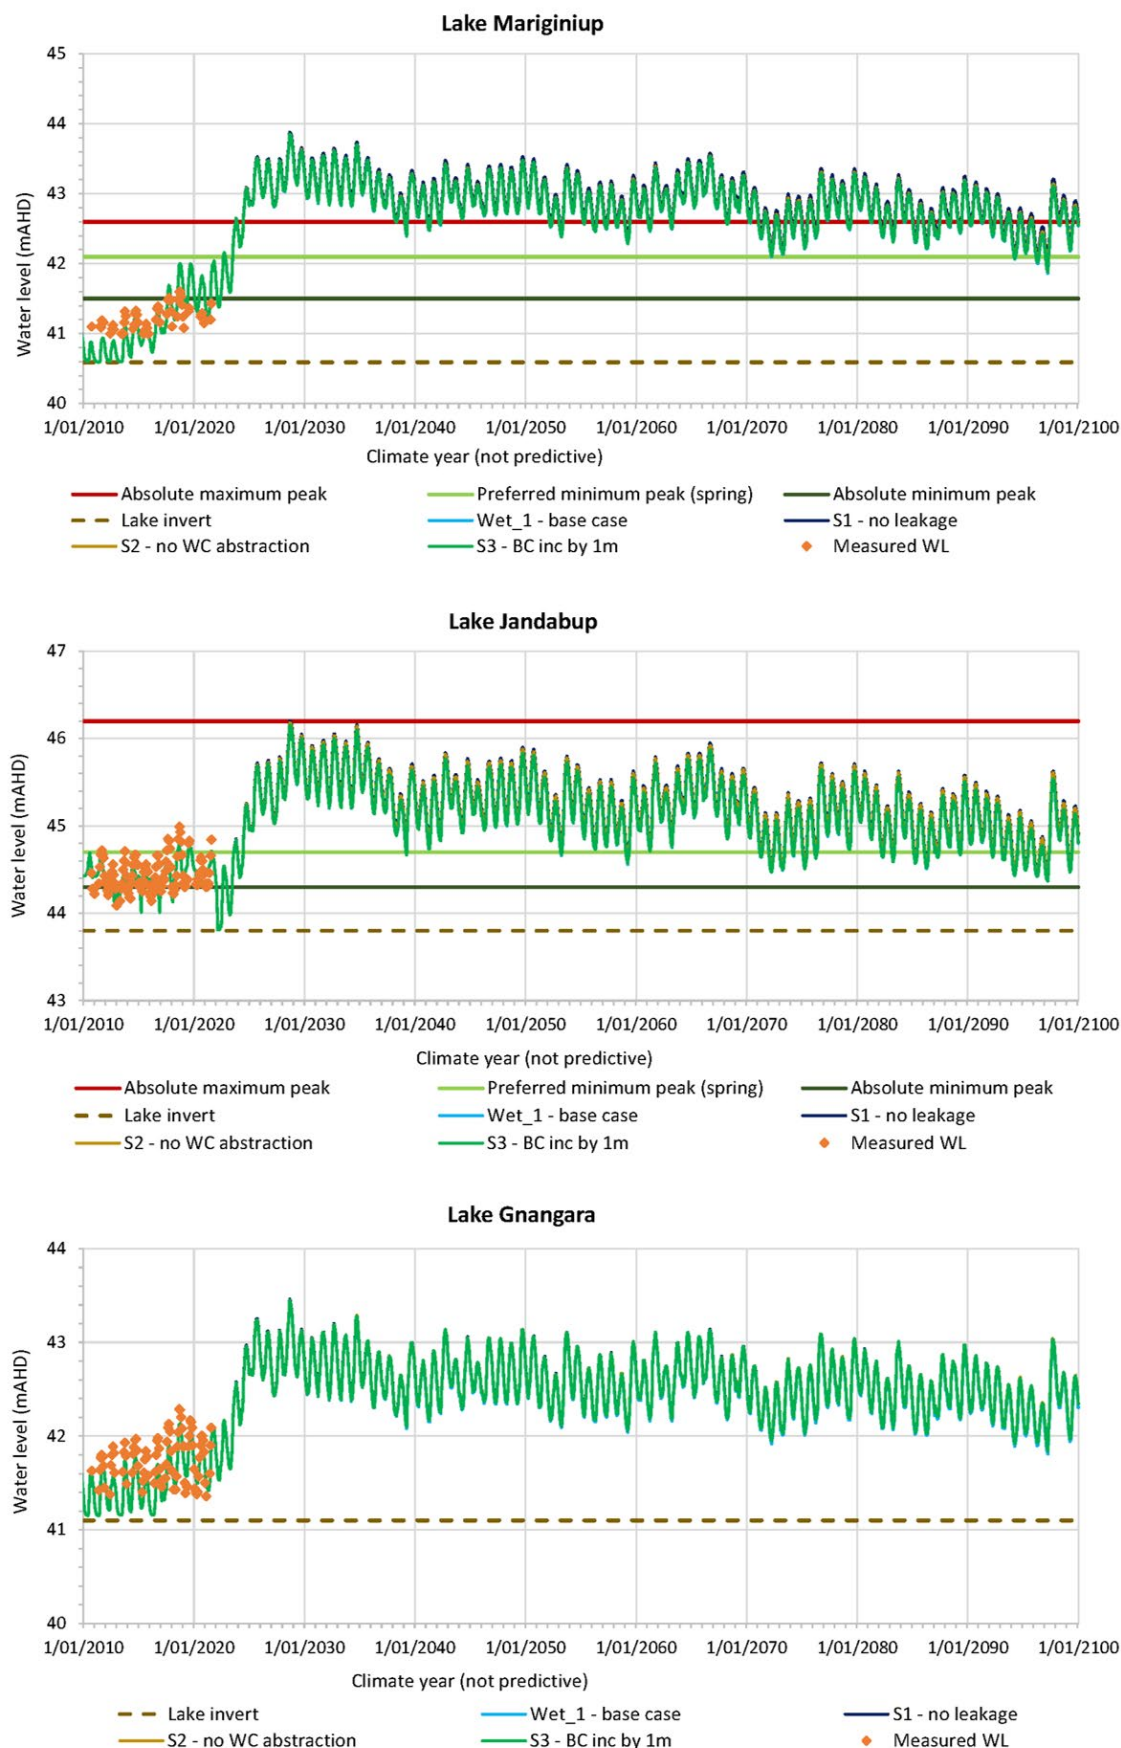 Lake Mariginiup
45
44
43
42
41
40
Water level (mAHD)
1/01/2010 1/01/2020 1/01/2030 1/01/2040 1/01/2050 1/01/2060 1/01/2070 1/01/2080 1/01/2090 1/01/2100
Climate year (not predictive)
Absolute maximum peak Preferred minimum peak (spring) Absolute minimum peak
Lake invert Wet_1 - base case S1 - no leakage
S2 - no WC abstraction S3 - BC inc by 1m Measured WL
Lake Jandabup
47
46
45
44
43
Water level (mAHD)
1/01/2010 1/01/2020 1/01/2030 1/01/2040 1/01/2050 1/01/2060 1/01/2070 1/01/2080 1/01/2090 1/01/2100
Climate year (not predictive)
Absolute maximum peak Preferred minimum peak (spring) Absolute minimum peak
Lake invert Wet_1 - base case S1 - no leakage
S2 - no WC abstraction S3 - BC inc by 1m Measured WL
Lake Gnangara
44
43
42
41
40
Water level (mAHD)
1/01/2010 1/01/2020 1/01/2030 1/01/2040 1/01/2050 1/01/2060 1/01/2070 1/01/2080 1/01/2090 1/01/2100
Climate year (not predictive)
Lake invert Wet_1 - base case S1 - no leakage
S2 - no WC abstraction S3 - BC inc by 1m Measured WL